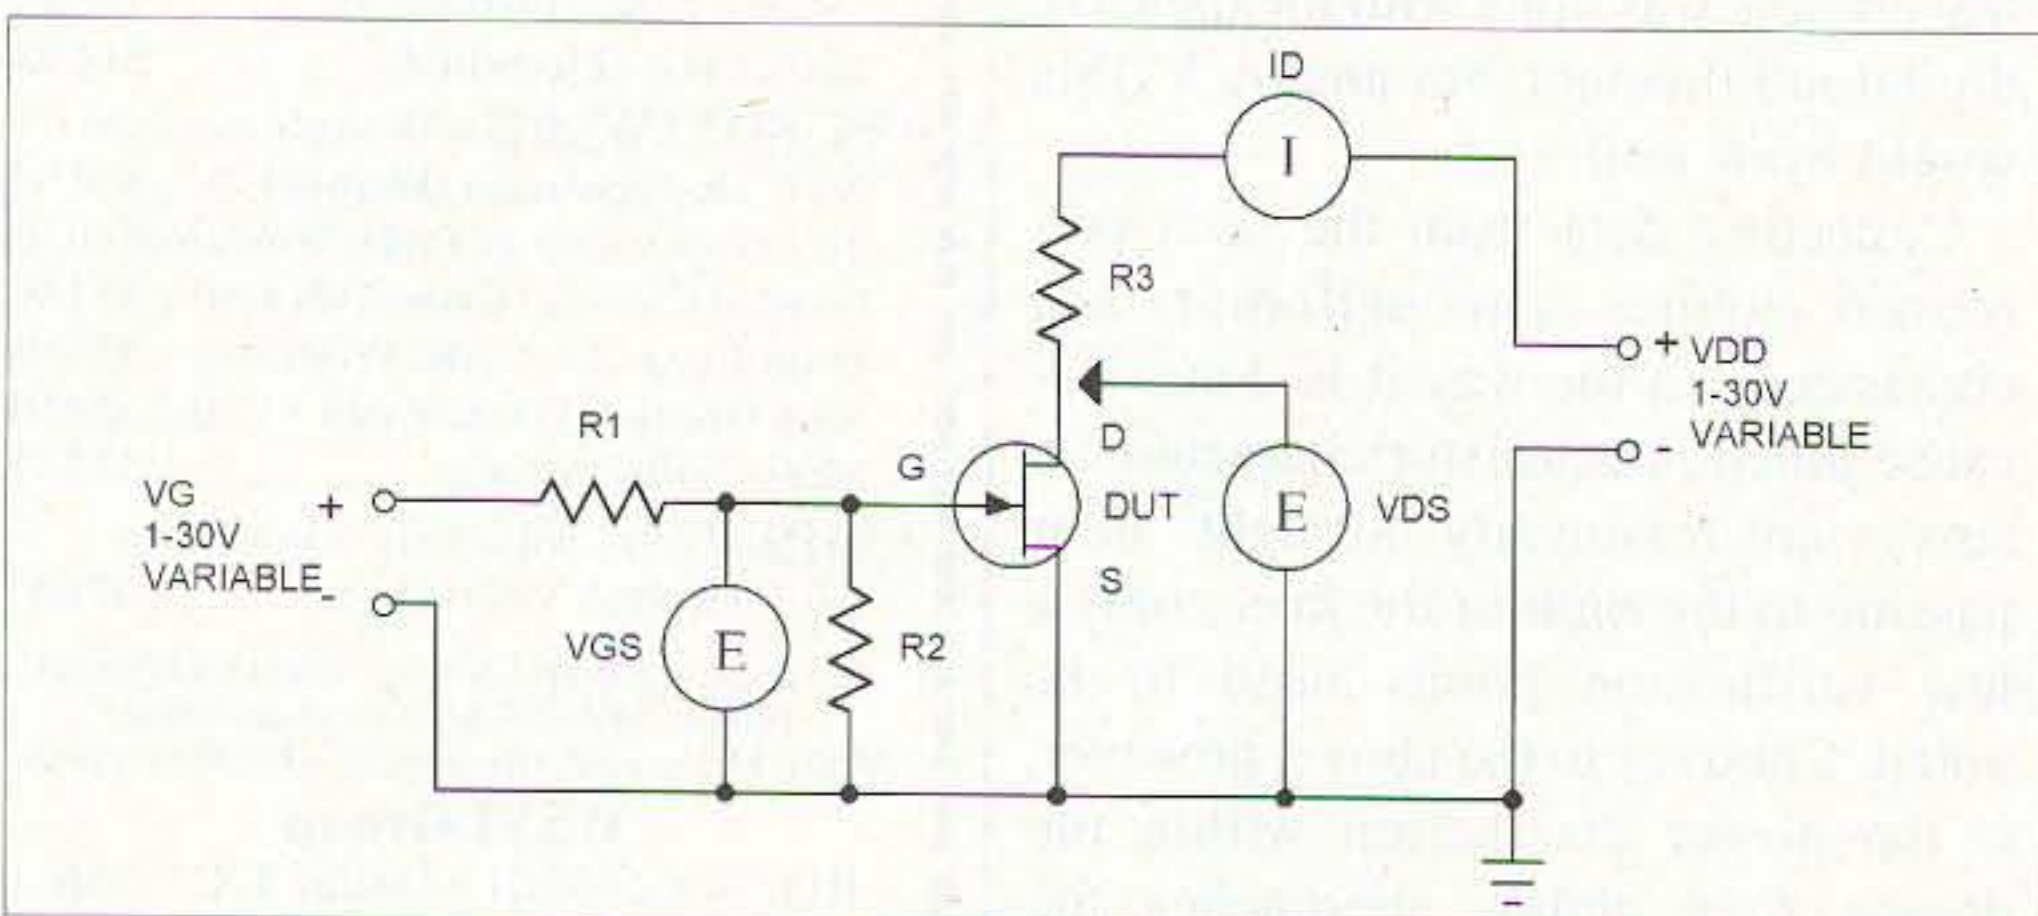 ID
I
R3
+ VDD
1-30V
VARIABLE
-
R1
D
G
VG
1-30V
VARIABLE
+
-
DUT
E
VDS
S
VGS
E
R2